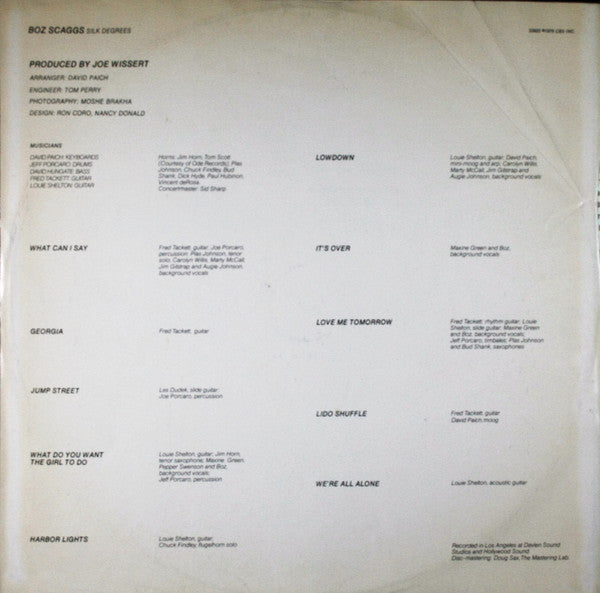 BOZ SCAGGS SILK DEGREES
PRODUCED BY JOE WISSERT
ARRANGER: DAVID PAICH
ENGINEER: TOM PERRY
PHOTOGRAPHY: MOSHE BRAKHA
DESIGN: RON CORO, NANCY DONALD
MUSICIANS
DAVID PAICH: KEYBOARDS
JEFF PORCARO: DRUMS
DAVID HUNGATE: BASS
FRED TACKETT: GUITAR
LOUIE SHELTON: GUITAR
Horns: Jim Horn, Tom Scott
(Courtesy of Ode Records), Plas
Johnson, Chuck Findley, Bud
Shank, Dick Hyde, Paul Hubinon,
Vincent deRosa.
Concertmaster: Sid Sharp
WHAT CAN I SAY
Fred Tackett, guitar; Joe Porcaro,
percussion; Plas Johnson, tenor
solo; Carolyn Willis, Marty McCall,
Jim Gilstrap and Augie Johnson,
background vocals
GEORGIA
Fred Tackett, guitar
JUMP STREET
Les Dudek, slide guitar;
Joe Porcaro, percussion
WHAT DO YOU WANT
THE GIRL TO DO
Louie Shelton, guitar; Jim Horn,
tenor saxophone; Maxine Green,
Pepper Swenson and Boz,
background vocals;
Jeff Porcaro, percussion
HARBOR LIGHTS
Louie Shelton, guitar;
Chuck Findley, flugelhorn solo
LOWDOWN
Louie Shelton, guitar; David Paich,
mini-moog and arp; Carolyn Willis,
Marty McCall, Jim Gilstrap and
Augie Johnson, background vocals
IT'S OVER
Maxine Green and Boz,
background vocals
LOVE ME TOMORROW
Fred Tackett, rhythm guitar; Louie
Shelton, slide guitar; Maxine Green
and Boz, background vocals;
Jeff Porcaro, timbales; Plas Johnson
and Bud Shank, saxophones
LIDO SHUFFLE
Fred Tackett, guitar
David Paich, moog
WE'RE ALL ALONE
Louie Shelton, acoustic guitar
Recorded in Los Angeles at Davlen Sound
Studios and Hollywood Sound.
Disc-mastering: Doug Sax, The Mastering Lab.